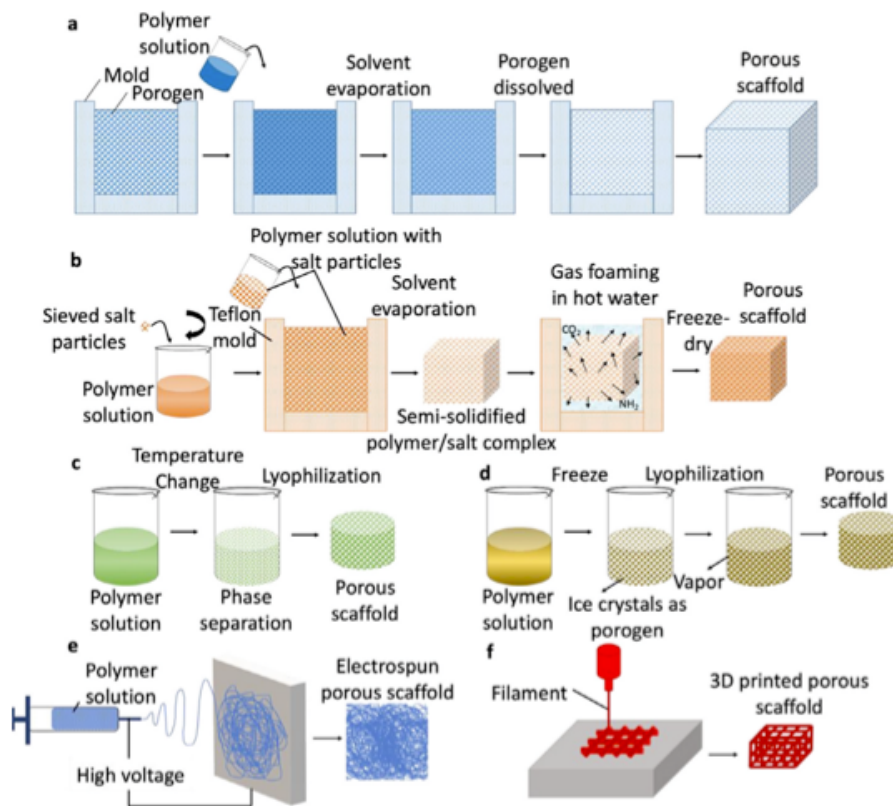 a
Polymer
solution
Mold
Porogen
Solvent
evaporation
Porogen
dissolved
Porous
scaffold
b
Polymer solution with
salt particles
Sieved salt
particles
Teflon
mold
Solvent
evaporation
Gas foaming
in hot water
Freeze-
dry
Porous
scaffold
Polymer
solution
CO₂
NH₂
Semi-solidified
polymer/salt complex
c
Temperature
Change
Lyophilization
Polymer
solution
Phase
separation
Porous
scaffold
d
Freeze
Lyophilization
Porous
scaffold
Polymer
solution
Ice crystals as
porogen
Vapor
e
Polymer
solution
Electrospun
porous scaffold
High voltage
f
Filament
3D printed porous
scaffold